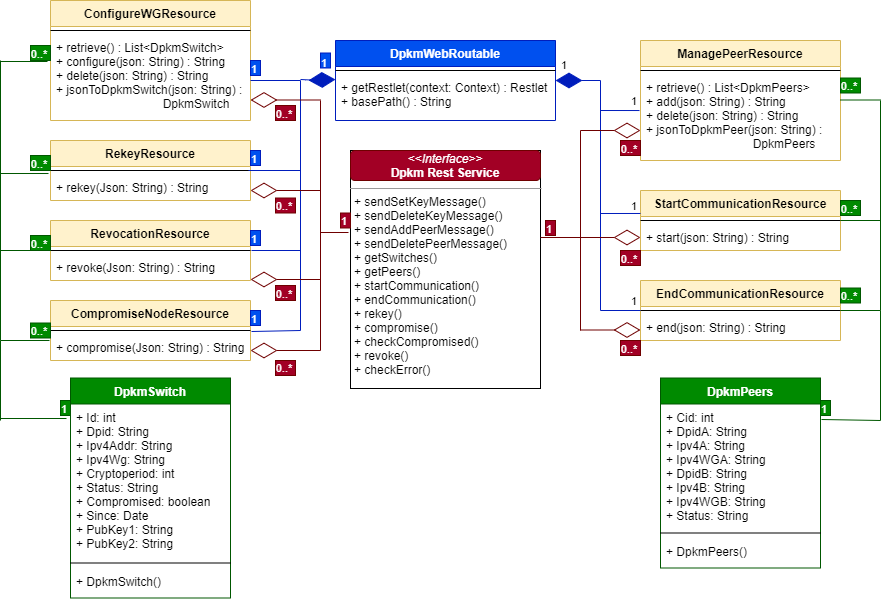 ConfigureWGResource
+ retrieve() : List<DpkmSwitch>
+ configure(json: String) : String
+ delete(json: String) : String
+ jsonToDpkmSwitch(json: String) :
DpkmSwitch
0..*
1
0..*
RekeyResource
+ rekey(Json: String) : String
0..*
1
0..*
RevocationResource
+ revoke(Json: String) : String
0..*
1
0..*
CompromiseNodeResource
+ compromise(Json: String) : String
0..*
1
0..*
DpkmSwitch
1
+ Id: int
+ Dpid: String
+ Ipv4Addr: String
+ Ipv4Wg: String
+ Cryptoperiod: int
+ Status: String
+ Compromised: boolean
+ Since: Date
+ PubKey1: String
+ PubKey2: String
+ DpkmSwitch()
1
DpkmWebRoutable
1
+ getRestlet(context: Context) : Restlet
+ basePath() : String
<<Interface>>
Dpkm Rest Service
1
1
+ sendSetKeyMessage()
+ sendDeleteKeyMessage()
+ sendAddPeerMessage()
+ sendDeletePeerMessage()
+ getSwitches()
+ getPeers()
+ startCommunication()
+ endCommunication()
+ rekey()
+ compromise()
+ checkCompromised()
+ revoke()
+ checkError()
ManagePeerResource
+ retrieve() : List<DpkmPeers>
+ add(json: String) : String
+ delete(json: String) : String
+ jsonToDpkmPeer(json: String) :
DpkmPeers
0..*
1
0..*
StartCommunicationResource
+ start(json: String) : String
0..*
1
0..*
EndCommunicationResource
+ end(json: String) : String
0..*
1
0..*
DpkmPeers
1
+ Cid: int
+ DpidA: String
+ Ipv4A: String
+ Ipv4WGA: String
+ DpidB: String
+ Ipv4B: String
+ Ipv4WGB: String
+ Status: String
+ DpkmPeers()